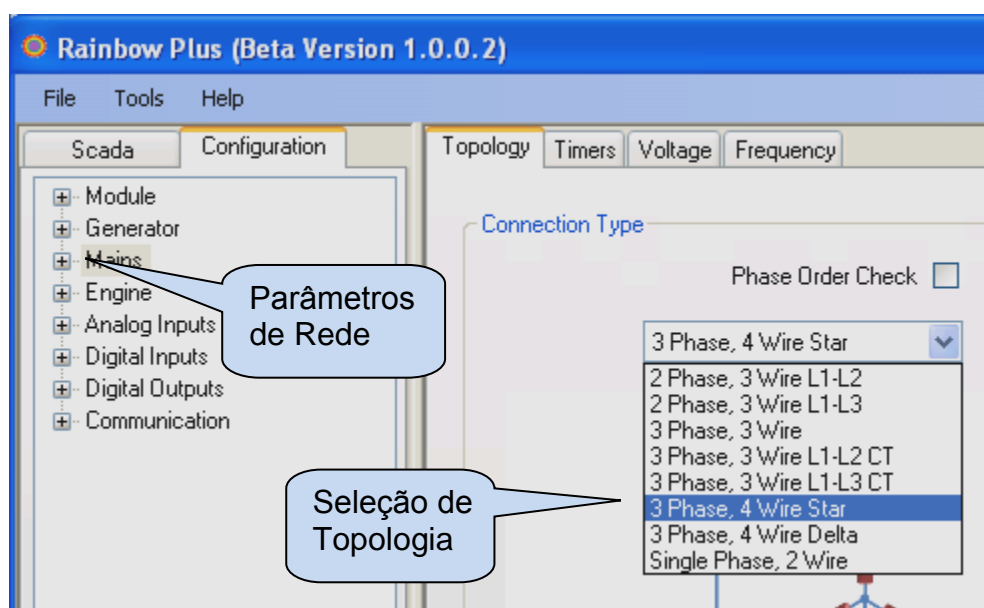 Rainbow Plus (Beta Version 1.0.0.2)
File Tools Help
Scada Configuration
Topology Timers Voltage Frequency
Module
Generator
Mains
Engine
Analog Inputs
Digital Inputs
Digital Outputs
Communication
Parâmetros
de Rede
Connection Type
Phase Order Check
3 Phase, 4 Wire Star
2 Phase, 3 Wire L1-L2
2 Phase, 3 Wire L1-L3
3 Phase, 3 Wire
3 Phase, 3 Wire L1-L2 CT
3 Phase, 3 Wire L1-L3 CT
3 Phase, 4 Wire Star
3 Phase, 4 Wire Delta
Single Phase, 2 Wire
Seleção de
Topologia